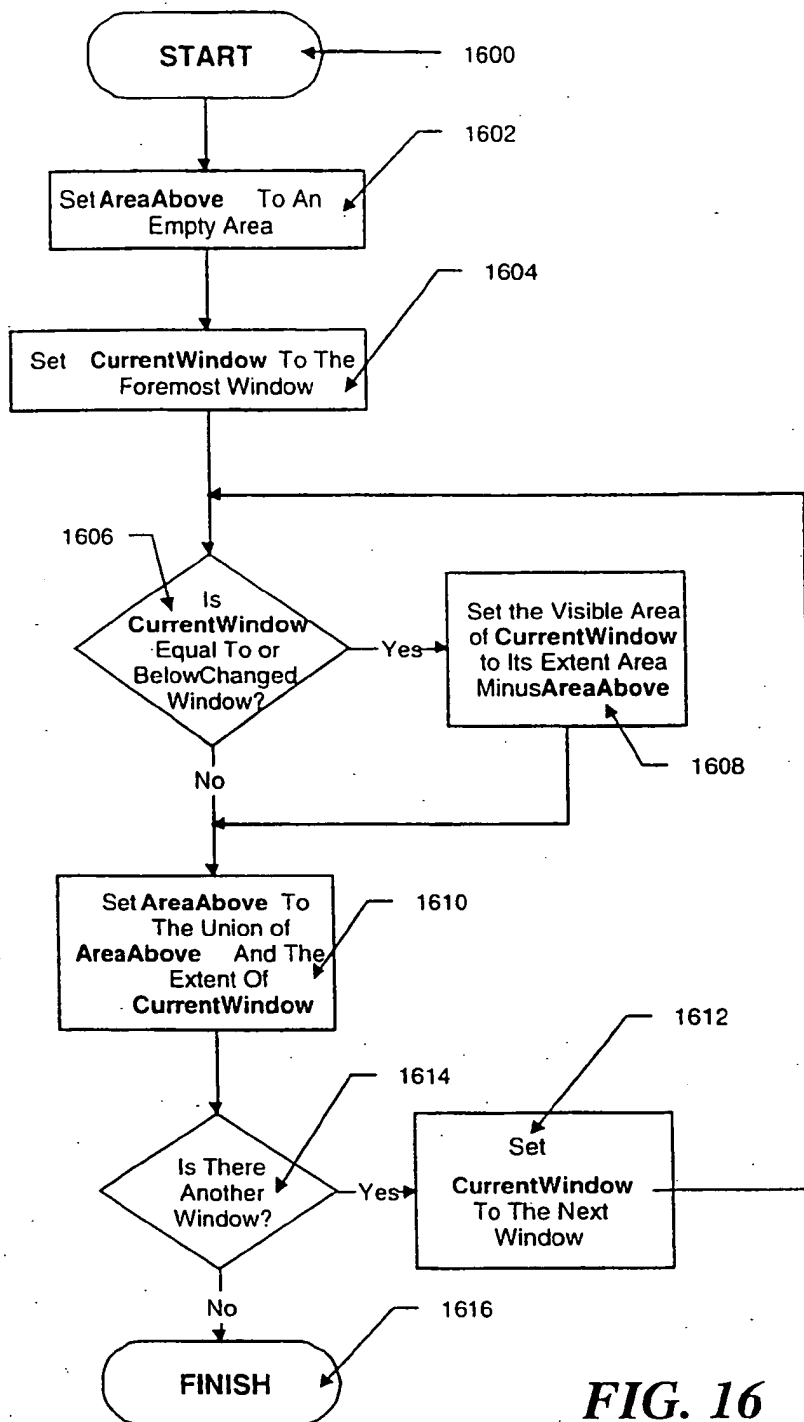 START
1600
1602
Set AreaAbove To An
Empty Area
1604
Set CurrentWindow To The
Foremost Window
1606
Is
CurrentWindow
Equal To or
BelowChanged
Window?
Yes
Set the Visible Area
of CurrentWindow
to Its Extent Area
MinusAreaAbove
1608
No
Set AreaAbove To
The Union of
AreaAbove And The
Extent Of
CurrentWindow
1610
1612
1614
Is There
Another
Window?
Yes
Set
CurrentWindow
To The Next
Window
No
1616
FINISH
FIG. 16